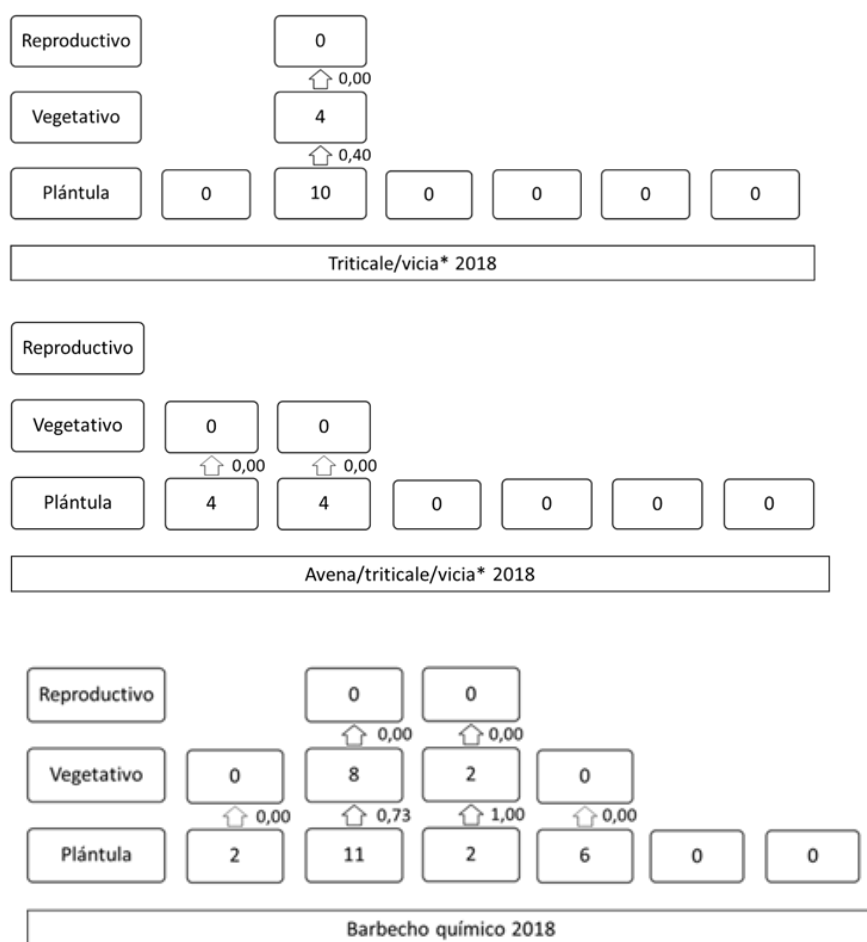 Reproductivo 0
0,00
Vegetativo 4
0,40
Plántula 0 10 0 0 0 0
Triticale/vicia* 2018
Reproductivo
Vegetativo 0 0
0,00 0,00
Plántula 4 4 0 0 0 0
Avena/triticale/vicia* 2018
Reproductivo 0 0
0,00 0,00
Vegetativo 0 8 2 0
0,00 0,73 1,00 0,00
Plántula 2 11 2 6 0 0
Barbecho químico 2018